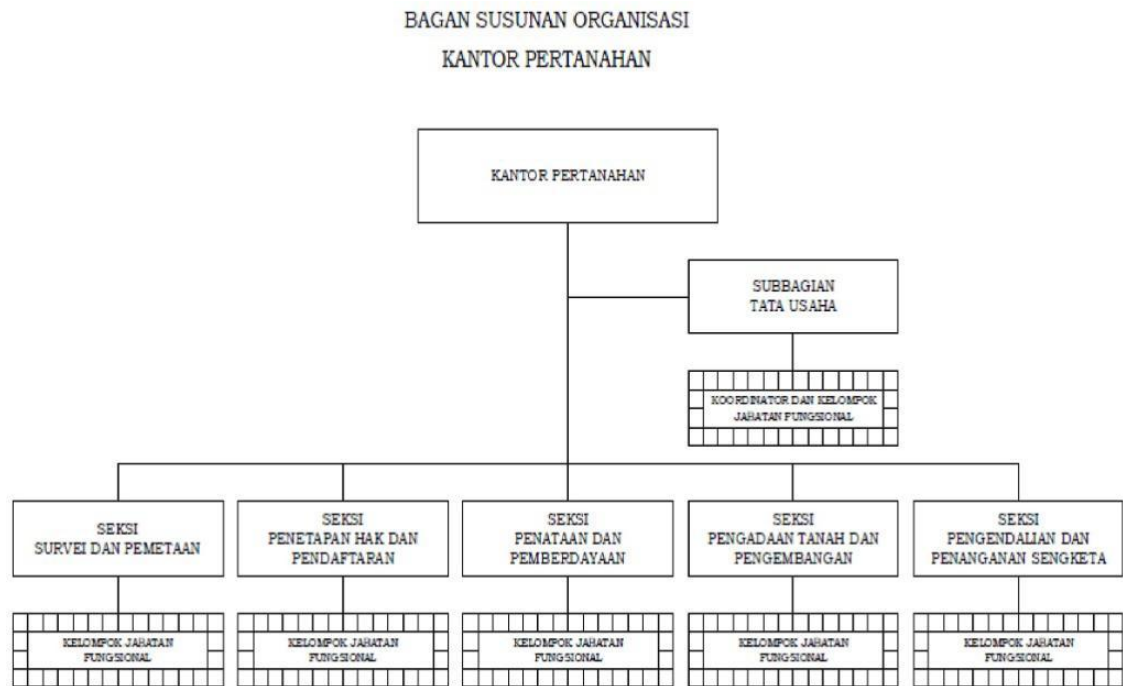 BAGAN SUSUNAN ORGANISASI
KANTOR PERTANAHAN
KANTOR PERTANAHAN
SUBBAGIAN
TATA USAHA
KOORDINATOR DAN KELOMPOK
JABATAN FUNGSIONAL
SEKSI
SURVEI DAN PEMETAAN
SEKSI
PENETAPAN HAK DAN
PENDAFTARAN
SEKSI
PENATAAN DAN
PEMBERDAYAAN
SEKSI
PENGADAAN TANAH DAN
PENGEMBANGAN
SEKSI
PENGENDALIAN DAN
PENANGANAN SENGKETA
KELOMPOK JABATAN
FUNGSIONAL
KELOMPOK JABATAN
FUNGSIONAL
KELOMPOK JABATAN
FUNGSIONAL
KELOMPOK JABATAN
FUNGSIONAL
KELOMPOK JABATAN
FUNGSIONAL